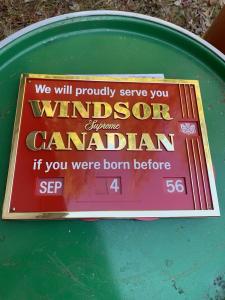 We will proudly serve you
WINDSOR
Supreme
CANADIAN
if you were born before
SEP 4 56